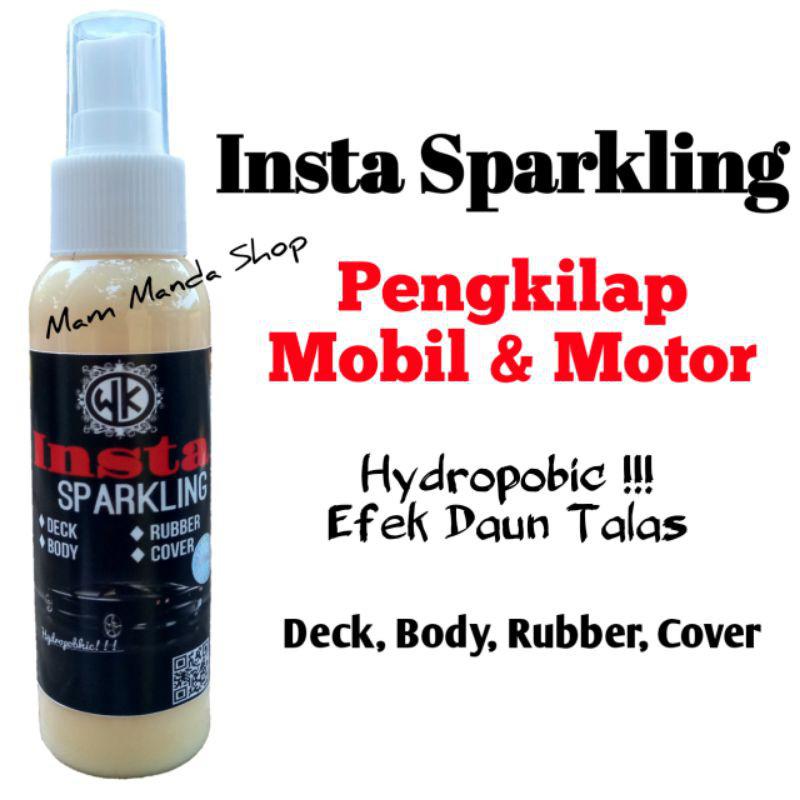 Insta Sparkling
Mam Manda Shop
Pengkilap
Mobil & Motor
Hydropobic !!!
Efek Daun Talas
Deck, Body, Rubber, Cover
WK
Insta
SPARKLING
DECK
BODY
RUBBER
COVER
Hydropobhic! ! !